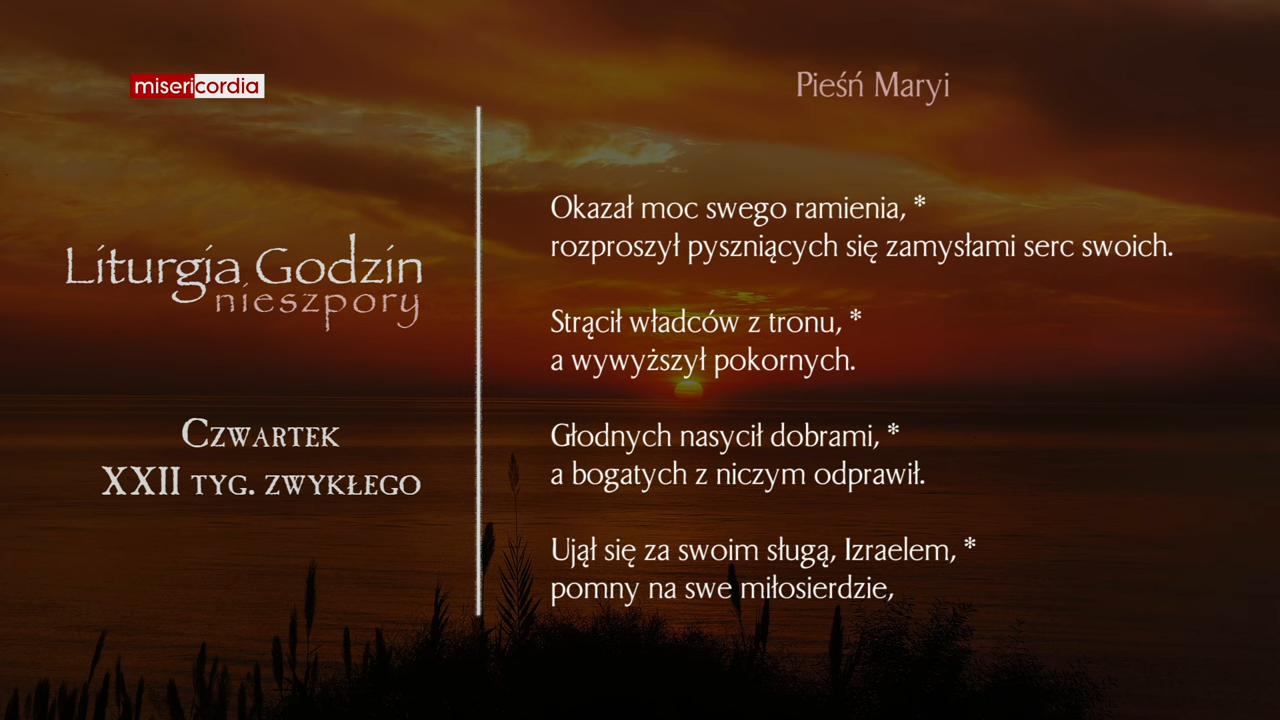 misericordia
Liturgia Godzin
nieszpory
Czwartek
XXII tyg. zwykłego
Pieśń Maryi
Okazał moc swego ramienia, *
rozproszył pyszniących się zamysłami serc swoich.
Strącił władców z tronu, *
a wywyższył pokornych.
Głodnych nasycił dobrami, *
a bogatych z niczym odprawił.
Ujął się za swoim sługą, Izraelem, *
pomny na swe miłosierdzie,